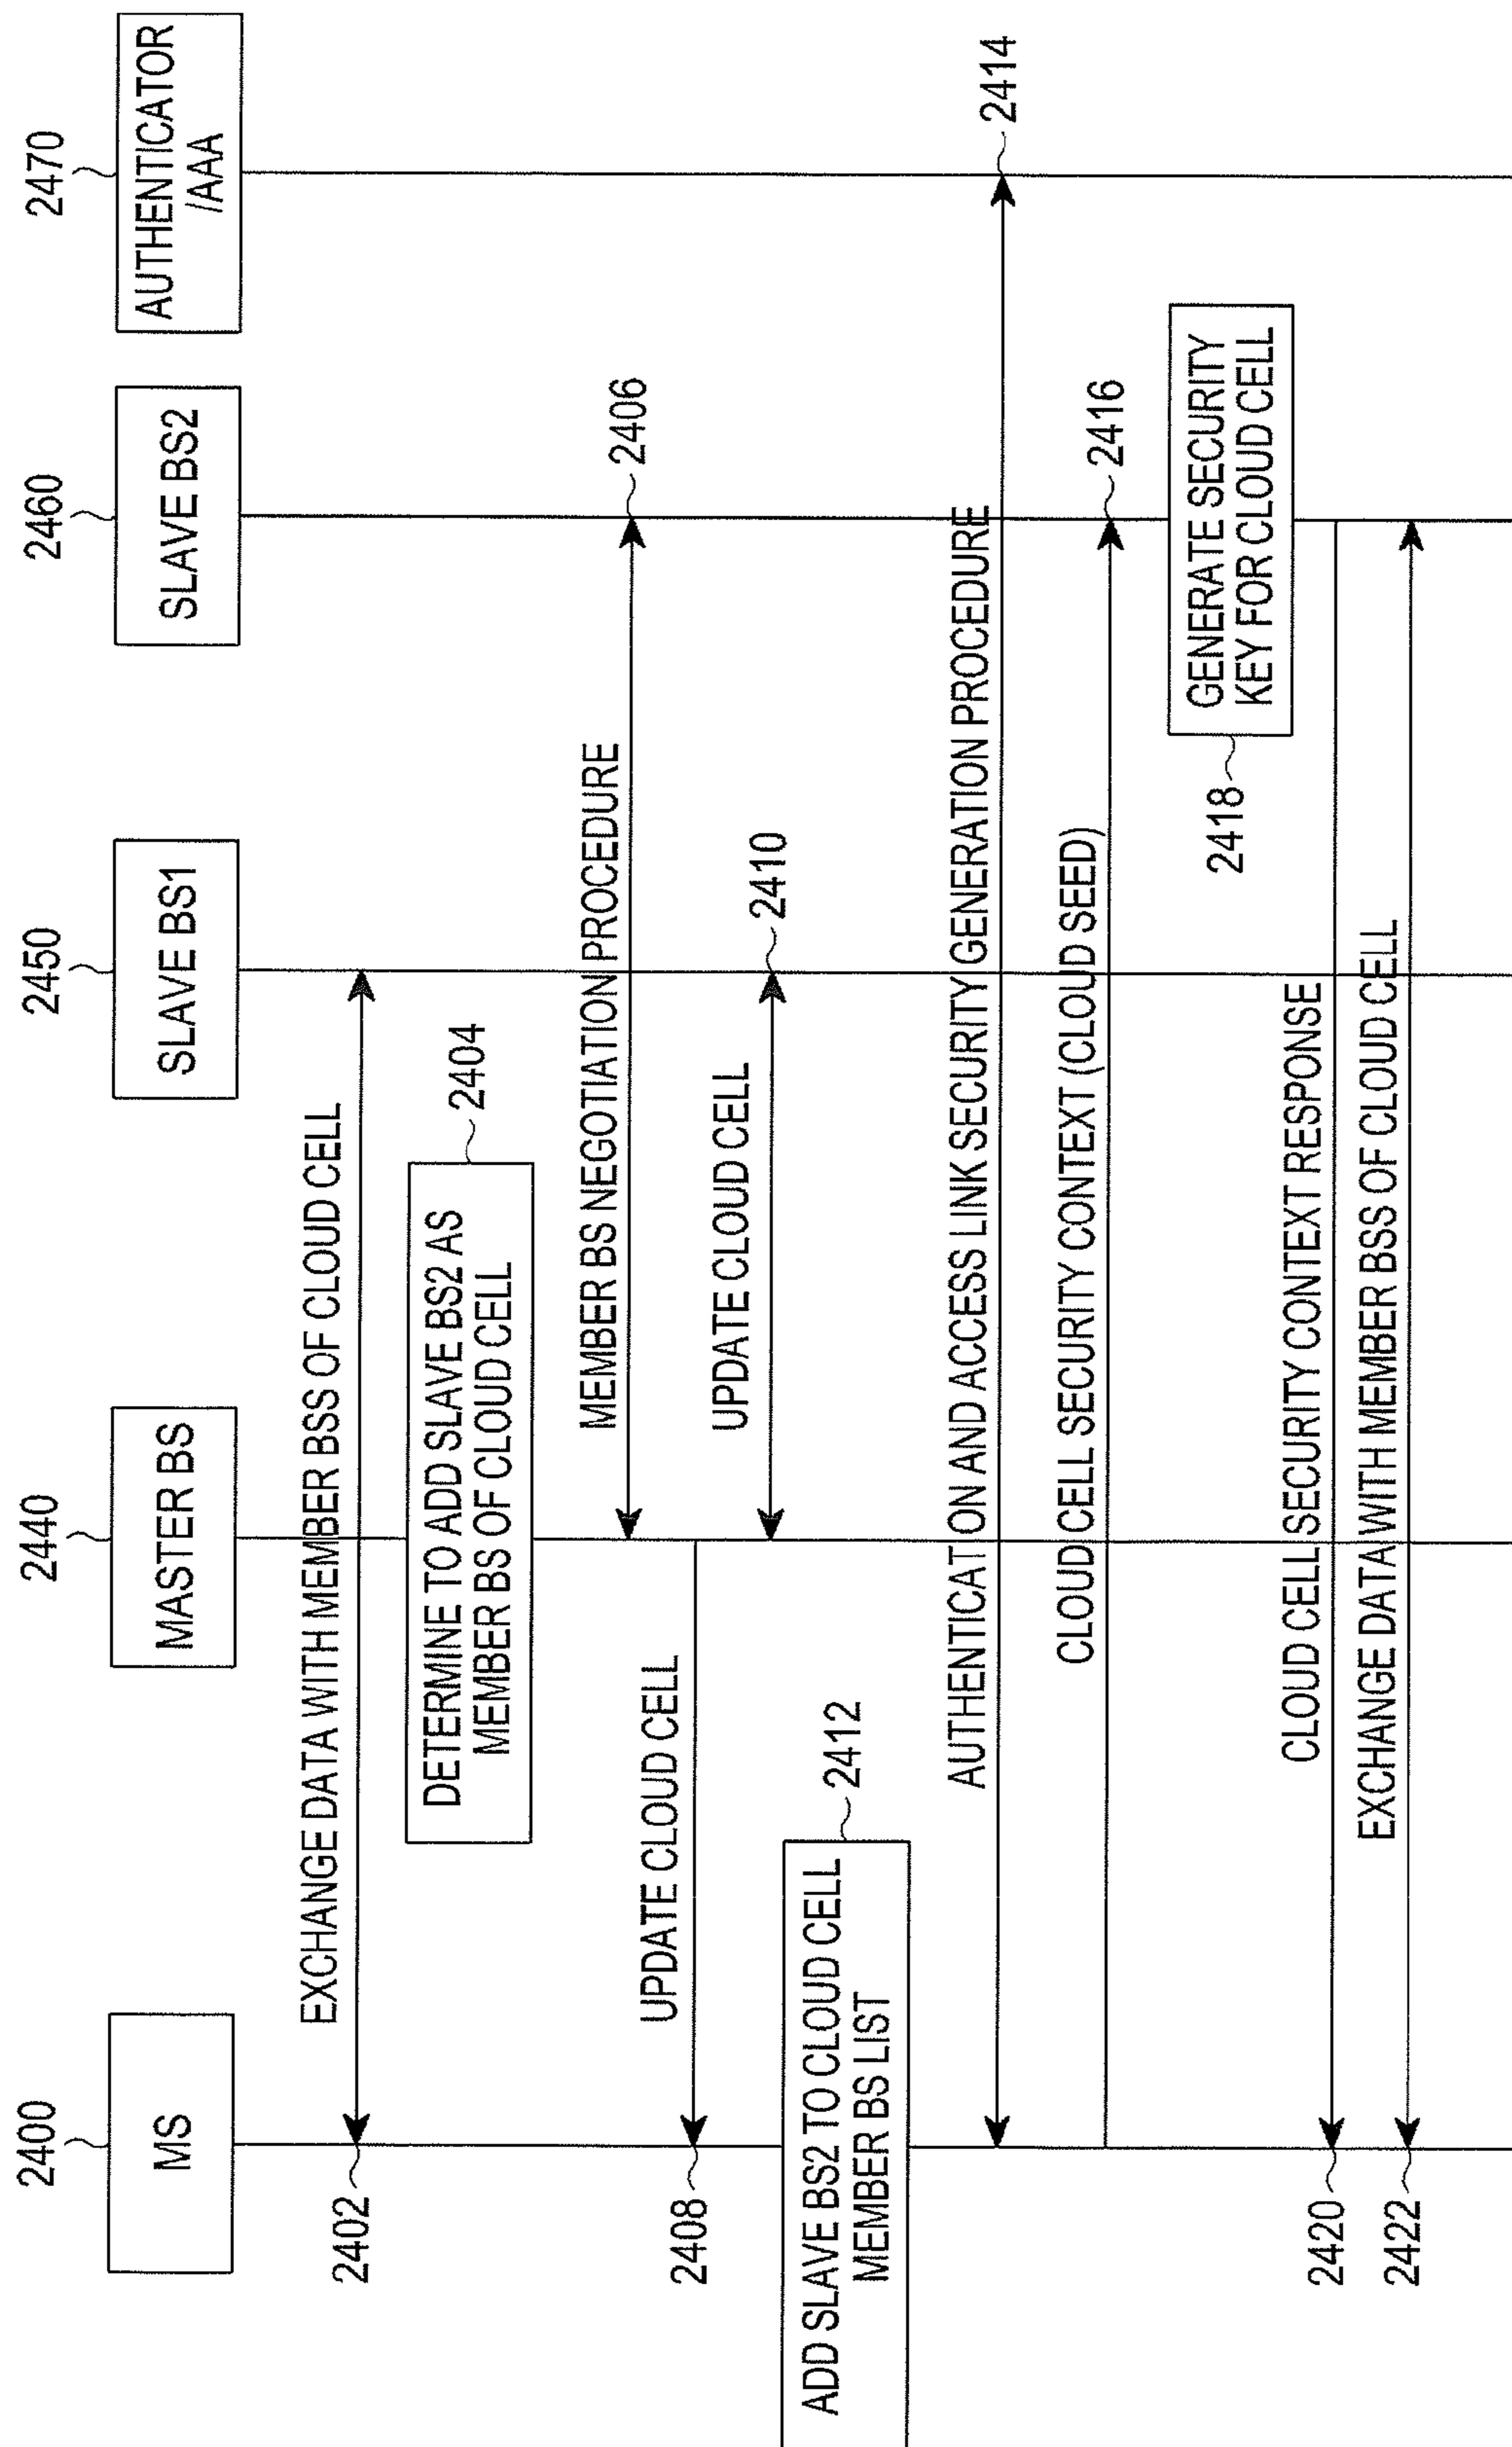 2400
MS
2440
MASTER BS
2450
SLAVE BS1
2460
SLAVE BS2
2470
AUTHENTICATOR
/AAA
EXCHANGE DATA WITH MEMBER BSS OF CLOUD CELL
2402
DETERMINE TO ADD SLAVE BS2 AS
MEMBER BS OF CLOUD CELL
2404
MEMBER BS NEGOTIATION PROCEDURE
2406
UPDATE CLOUD CELL
2408
UPDATE CLOUD CELL
2410
ADD SLAVE BS2 TO CLOUD CELL
MEMBER BS LIST
2412
AUTHENTICATION AND ACCESS LINK SECURITY GENERATION PROCEDURE
2414
CLOUD CELL SECURITY CONTEXT (CLOUD SEED)
2416
GENERATE SECURITY
KEY FOR CLOUD CELL
2418
CLOUD CELL SECURITY CONTEXT RESPONSE
2420
EXCHANGE DATA WITH MEMBER BSS OF CLOUD CELL
2422